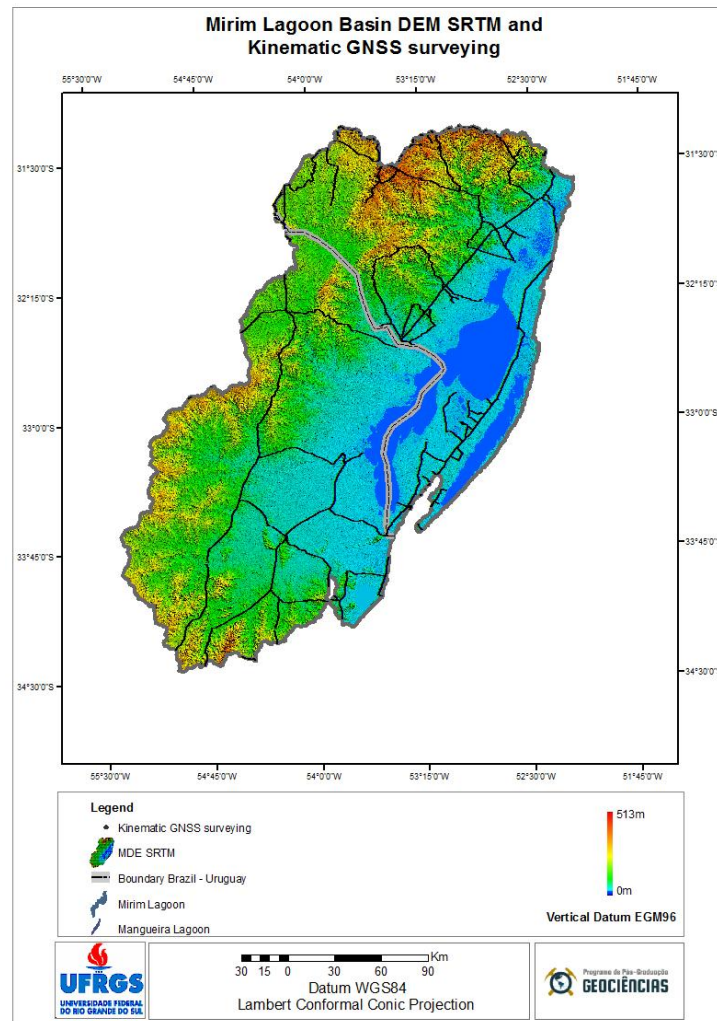 Mirim Lagoon Basin DEM SRTM and
Kinematic GNSS surveying
55°30'0"W 54°45'0"W 54°0'0"W 53°15'0"W 52°30'0"W 51°45'0"W
31°30'0"S 31°30'0"S
32°15'0"S 32°15'0"S
33°0'0"S 33°0'0"S
33°45'0"S 33°45'0"S
34°30'0"S 34°30'0"S
55°30'0"W 54°45'0"W 54°0'0"W 53°15'0"W 52°30'0"W 51°45'0"W
Legend
Kinematic GNSS surveying
MDE SRTM
Boundary Brazil - Uruguay
Mirim Lagoon
Mangueira Lagoon
513m
0m
Vertical Datum EGM96
UFRGS
UNIVERSIDADE FEDERAL
DO RIO GRANDE DO SUL
Km
30 15 0 30 60 90
Datum WGS84
Lambert Conformal Conic Projection
Programa de Pós-Graduação
GEOCIÊNCIAS